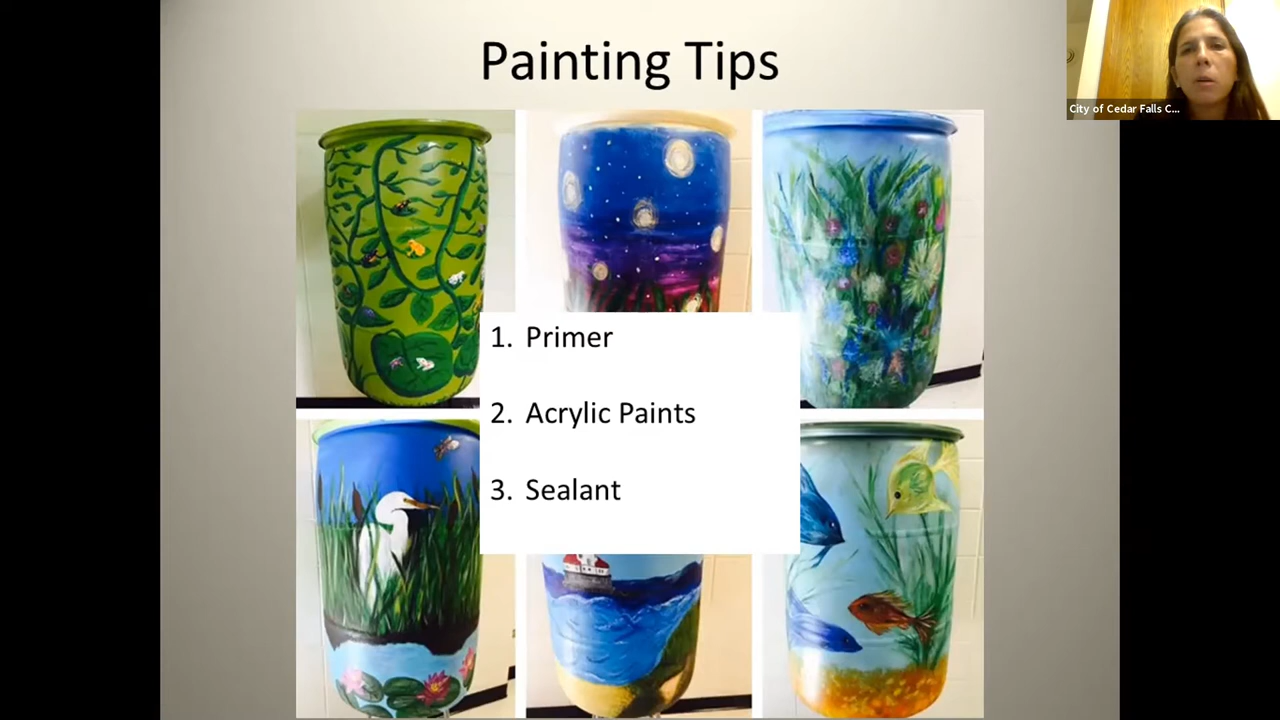 Painting Tips
City of Cedar Falls C...
1. Primer
2. Acrylic Paints
3. Sealant